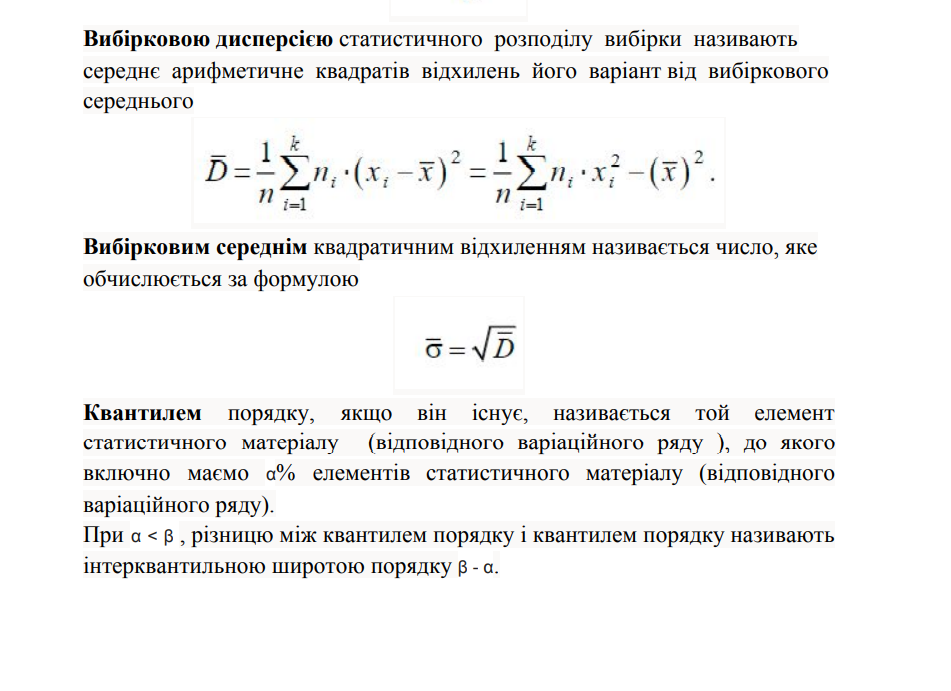 Вибірковою дисперсією статистичного розподілу вибірки називають
середнє арифметичне квадратів відхилень його варіант від вибіркового
середнього
D̅ = 1/n ∑_{i=1}^{k} n_i · (x_i − x̅)² = 1/n ∑_{i=1}^{k} n_i · x_i² − (x̅)².
Вибірковим середнім квадратичним відхиленням називається число, яке
обчислюється за формулою
σ̅ = √D̿
Квантилем порядку, якщо він існує, називається той елемент
статистичного матеріалу (відповідного варіаційного ряду ), до якого
включно маємо α% елементів статистичного матеріалу (відповідного
варіаційного ряду).
При α < β , різницю між квантилем порядку і квантилем порядку називають
інтерквантильною широтою порядку β - α.